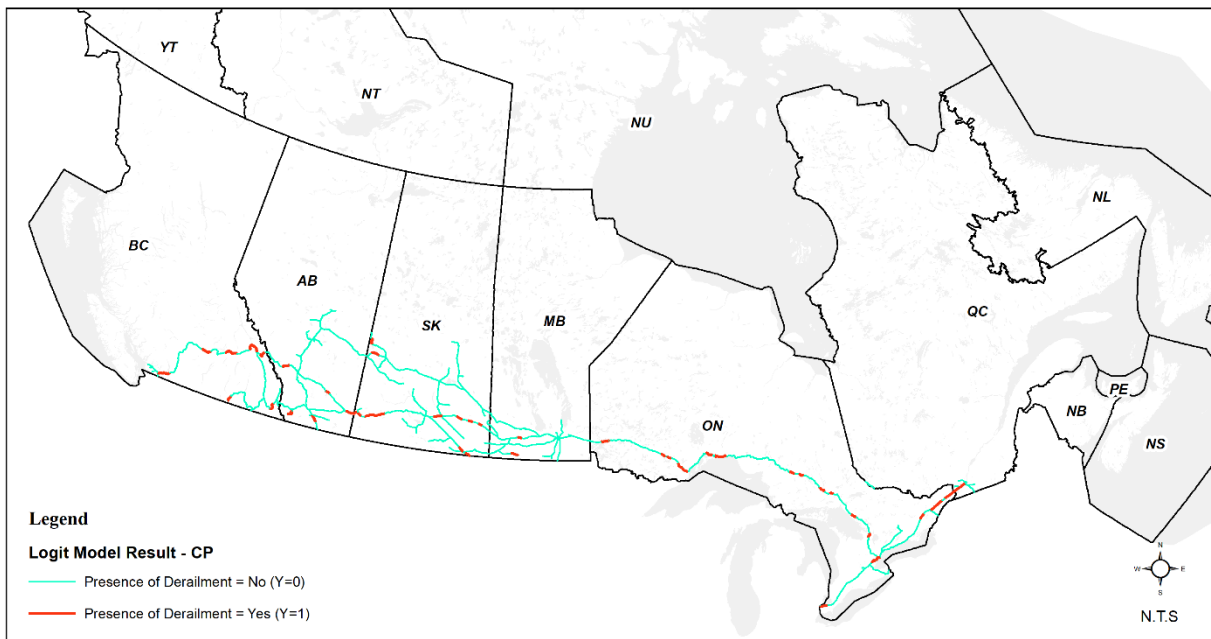 YT
NT
NU
NL
BC
AB
SK
MB
QC
ON
PE
NB
NS
Legend
Logit Model Result - CP
Presence of Derailment = No (Y=0)
Presence of Derailment = Yes (Y=1)
N
W E
S
N.T.S